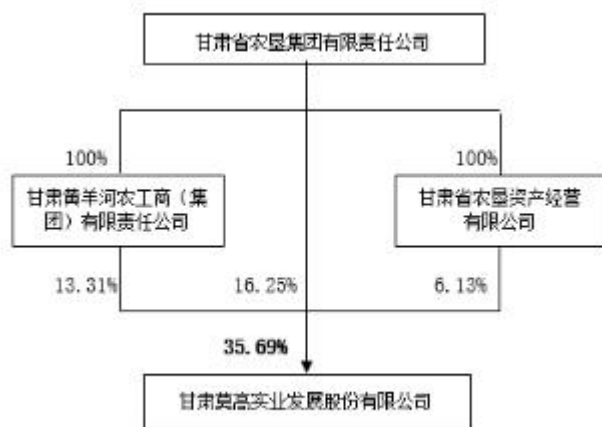 甘肃省农垦集团有限责任公司
100%
100%
甘肃黄羊河农工商（集
团）有限责任公司
甘肃省农垦资产经营
有限公司
13.31%
16.25%
6.13%
35.69%
甘肃莫高实业发展股份有限公司